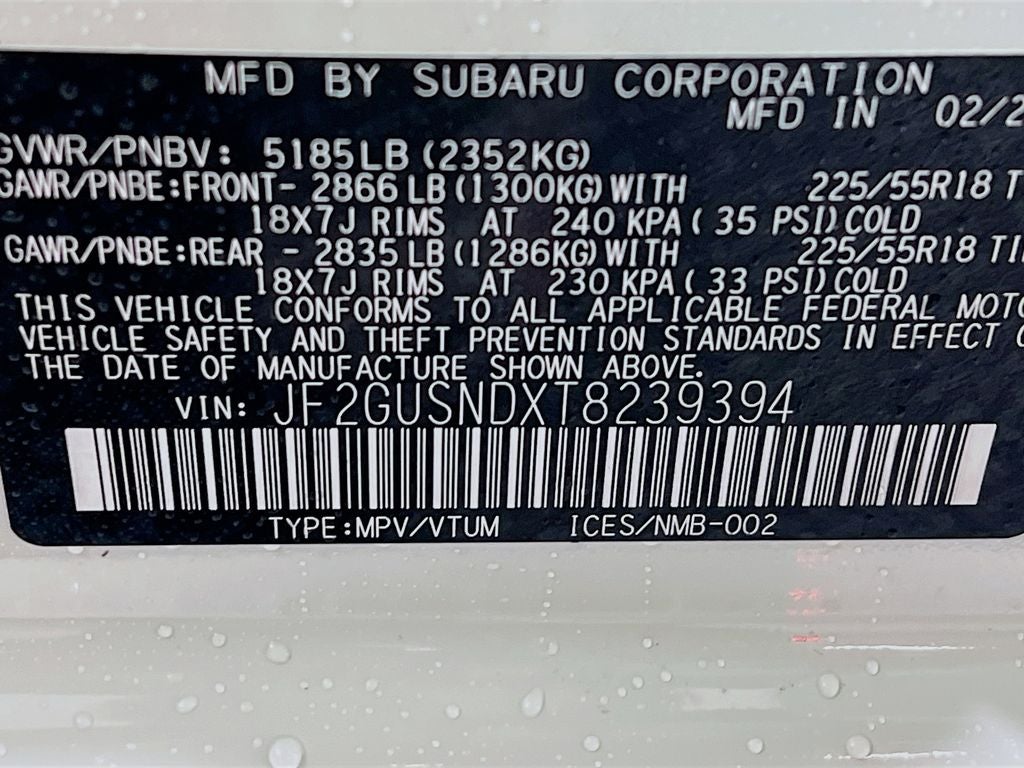 MFD BY SUBARU CORPORATION
MFD IN 02/2
GVWR/PNBV: 5185LB (2352KG)
GAWR/PNBE:FRONT- 2866 LB (1300KG) WITH 225/55R18 TI
18X7J RIMS AT 240 KPA ( 35 PSI) COLD
GAWR/PNBE:REAR - 2835 LB (1286KG) WITH 225/55R18 TI
18X7J RIMS AT 230 KPA ( 33 PSI) COLD
THIS VEHICLE CONFORMS TO ALL APPLICABLE FEDERAL MOTO
VEHICLE SAFETY AND THEFT PREVENTION STANDARDS IN EFFECT
THE DATE OF MANUFACTURE SHOWN ABOVE.
VIN: JF2GUSNDXT8239394
TYPE:MPV/VTUM ICES/NMB-002